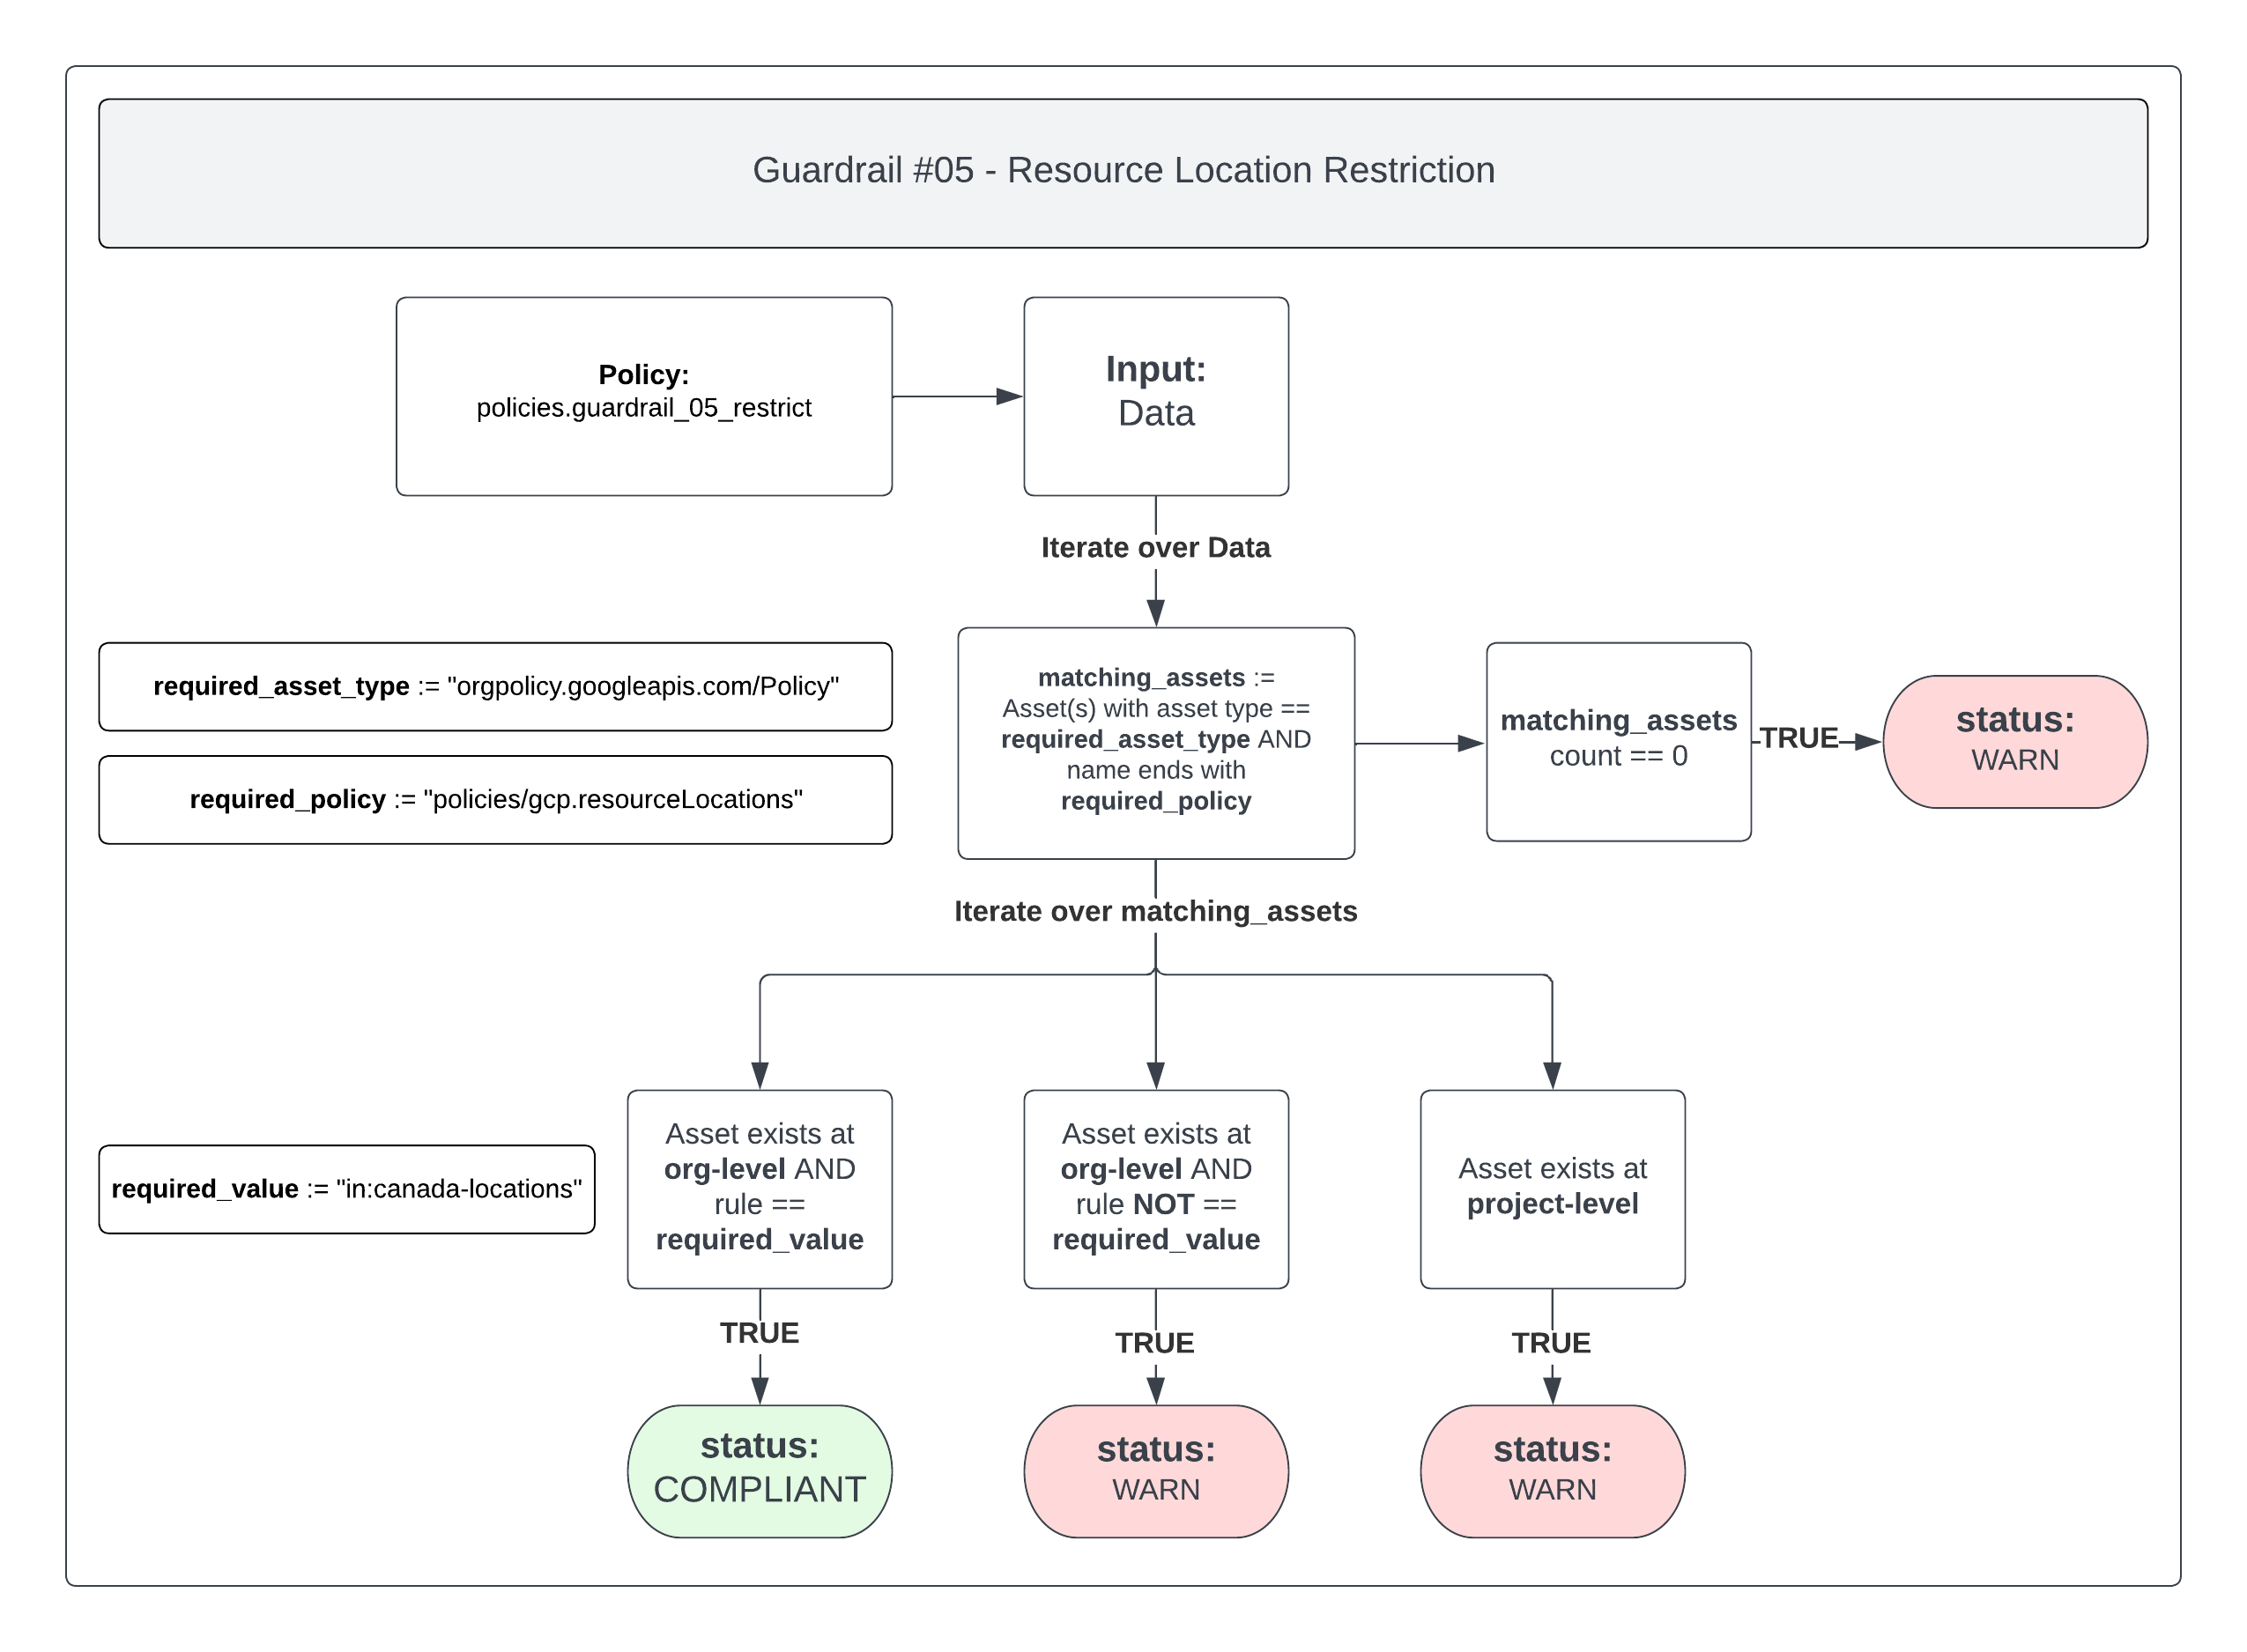 Guardrail #05 - Resource Location Restriction
Policy:
policies.guardrail_05_restrict
Input:
Data
Iterate over Data
required_asset_type := "orgpolicy.googleapis.com/Policy"
required_policy := "policies/gcp.resourceLocations"
matching_assets :=
Asset(s) with asset type ==
required_asset_type AND
name ends with
required_policy
matching_assets
count == 0
TRUE
status:
WARN
Iterate over matching_assets
required_value := "in:canada-locations"
Asset exists at
org-level AND
rule ==
required_value
Asset exists at
org-level AND
rule NOT ==
required_value
Asset exists at
project-level
TRUE
TRUE
TRUE
status:
COMPLIANT
status:
WARN
status:
WARN